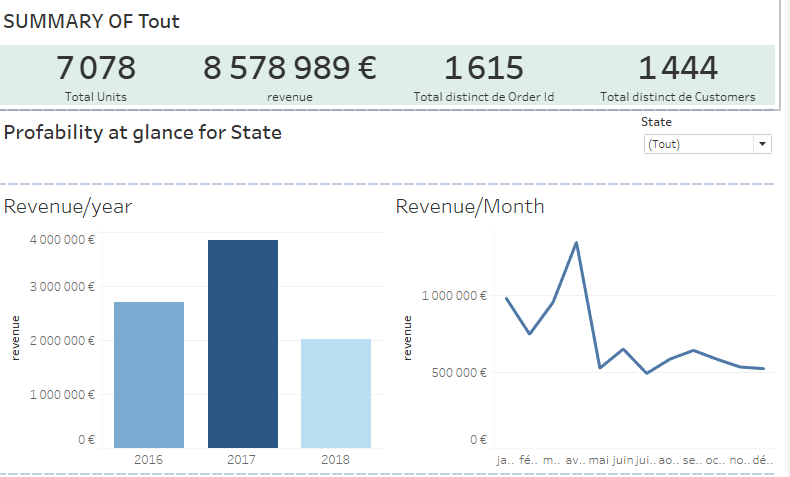 SUMMARY OF Tout
7 078 8 578 989 € 1 615 1 444
Total Units revenue Total distinct de Order Id Total distinct de Customers
Profability at glance for State
State
(Tout)
Revenue/year
4 000 000 €
3 000 000 €
2 000 000 €
1 000 000 €
0 €
revenue
2016 2017 2018
Revenue/Month
1 000 000 €
500 000 €
0 €
revenue
ja.. fé.. m.. av.. mai juin jui.. ao.. se.. oc.. no.. dé..